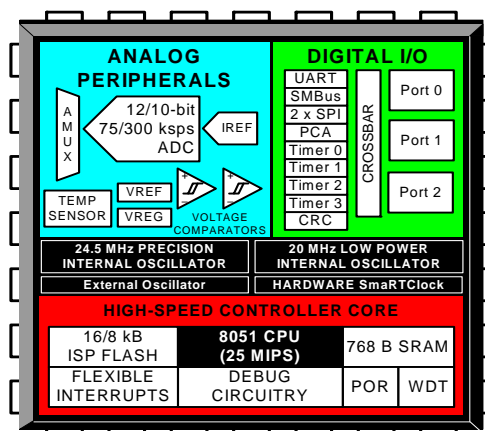 ANALOG
PERIPHERALS
A
M
U
X
12/10-bit
75/300 ksps
ADC
IREF
TEMP
SENSOR
VREF
VREG
+
–
+
–
VOLTAGE
COMPARATORS
DIGITAL I/O
UART
SMBus
2 x SPI
PCA
Timer 0
Timer 1
Timer 2
Timer 3
CRC
CROSSBAR
Port 0
Port 1
Port 2
24.5 MHz PRECISION
INTERNAL OSCILLATOR
20 MHz LOW POWER
INTERNAL OSCILLATOR
External Oscillator
HARDWARE SmaRTClock
HIGH-SPEED CONTROLLER CORE
16/8 kB
ISP FLASH
8051 CPU
(25 MIPS)
768 B SRAM
FLEXIBLE
INTERRUPTS
DEBUG
CIRCUITRY
POR
WDT